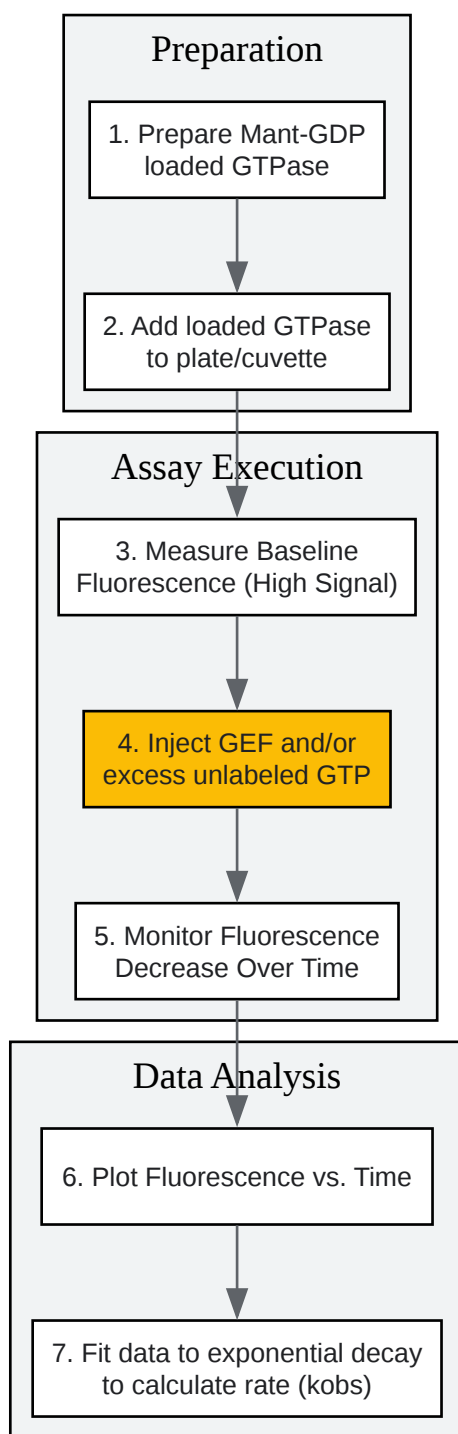 Preparation
1. Prepare Mant-GDP
loaded GTPase
2. Add loaded GTPase
to plate/cuvette
Assay Execution
3. Measure Baseline
Fluorescence (High Signal)
4. Inject GEF and/or
excess unlabeled GTP
5. Monitor Fluorescence
Decrease Over Time
Data Analysis
6. Plot Fluorescence vs. Time
7. Fit data to exponential decay
to calculate rate (kobs)